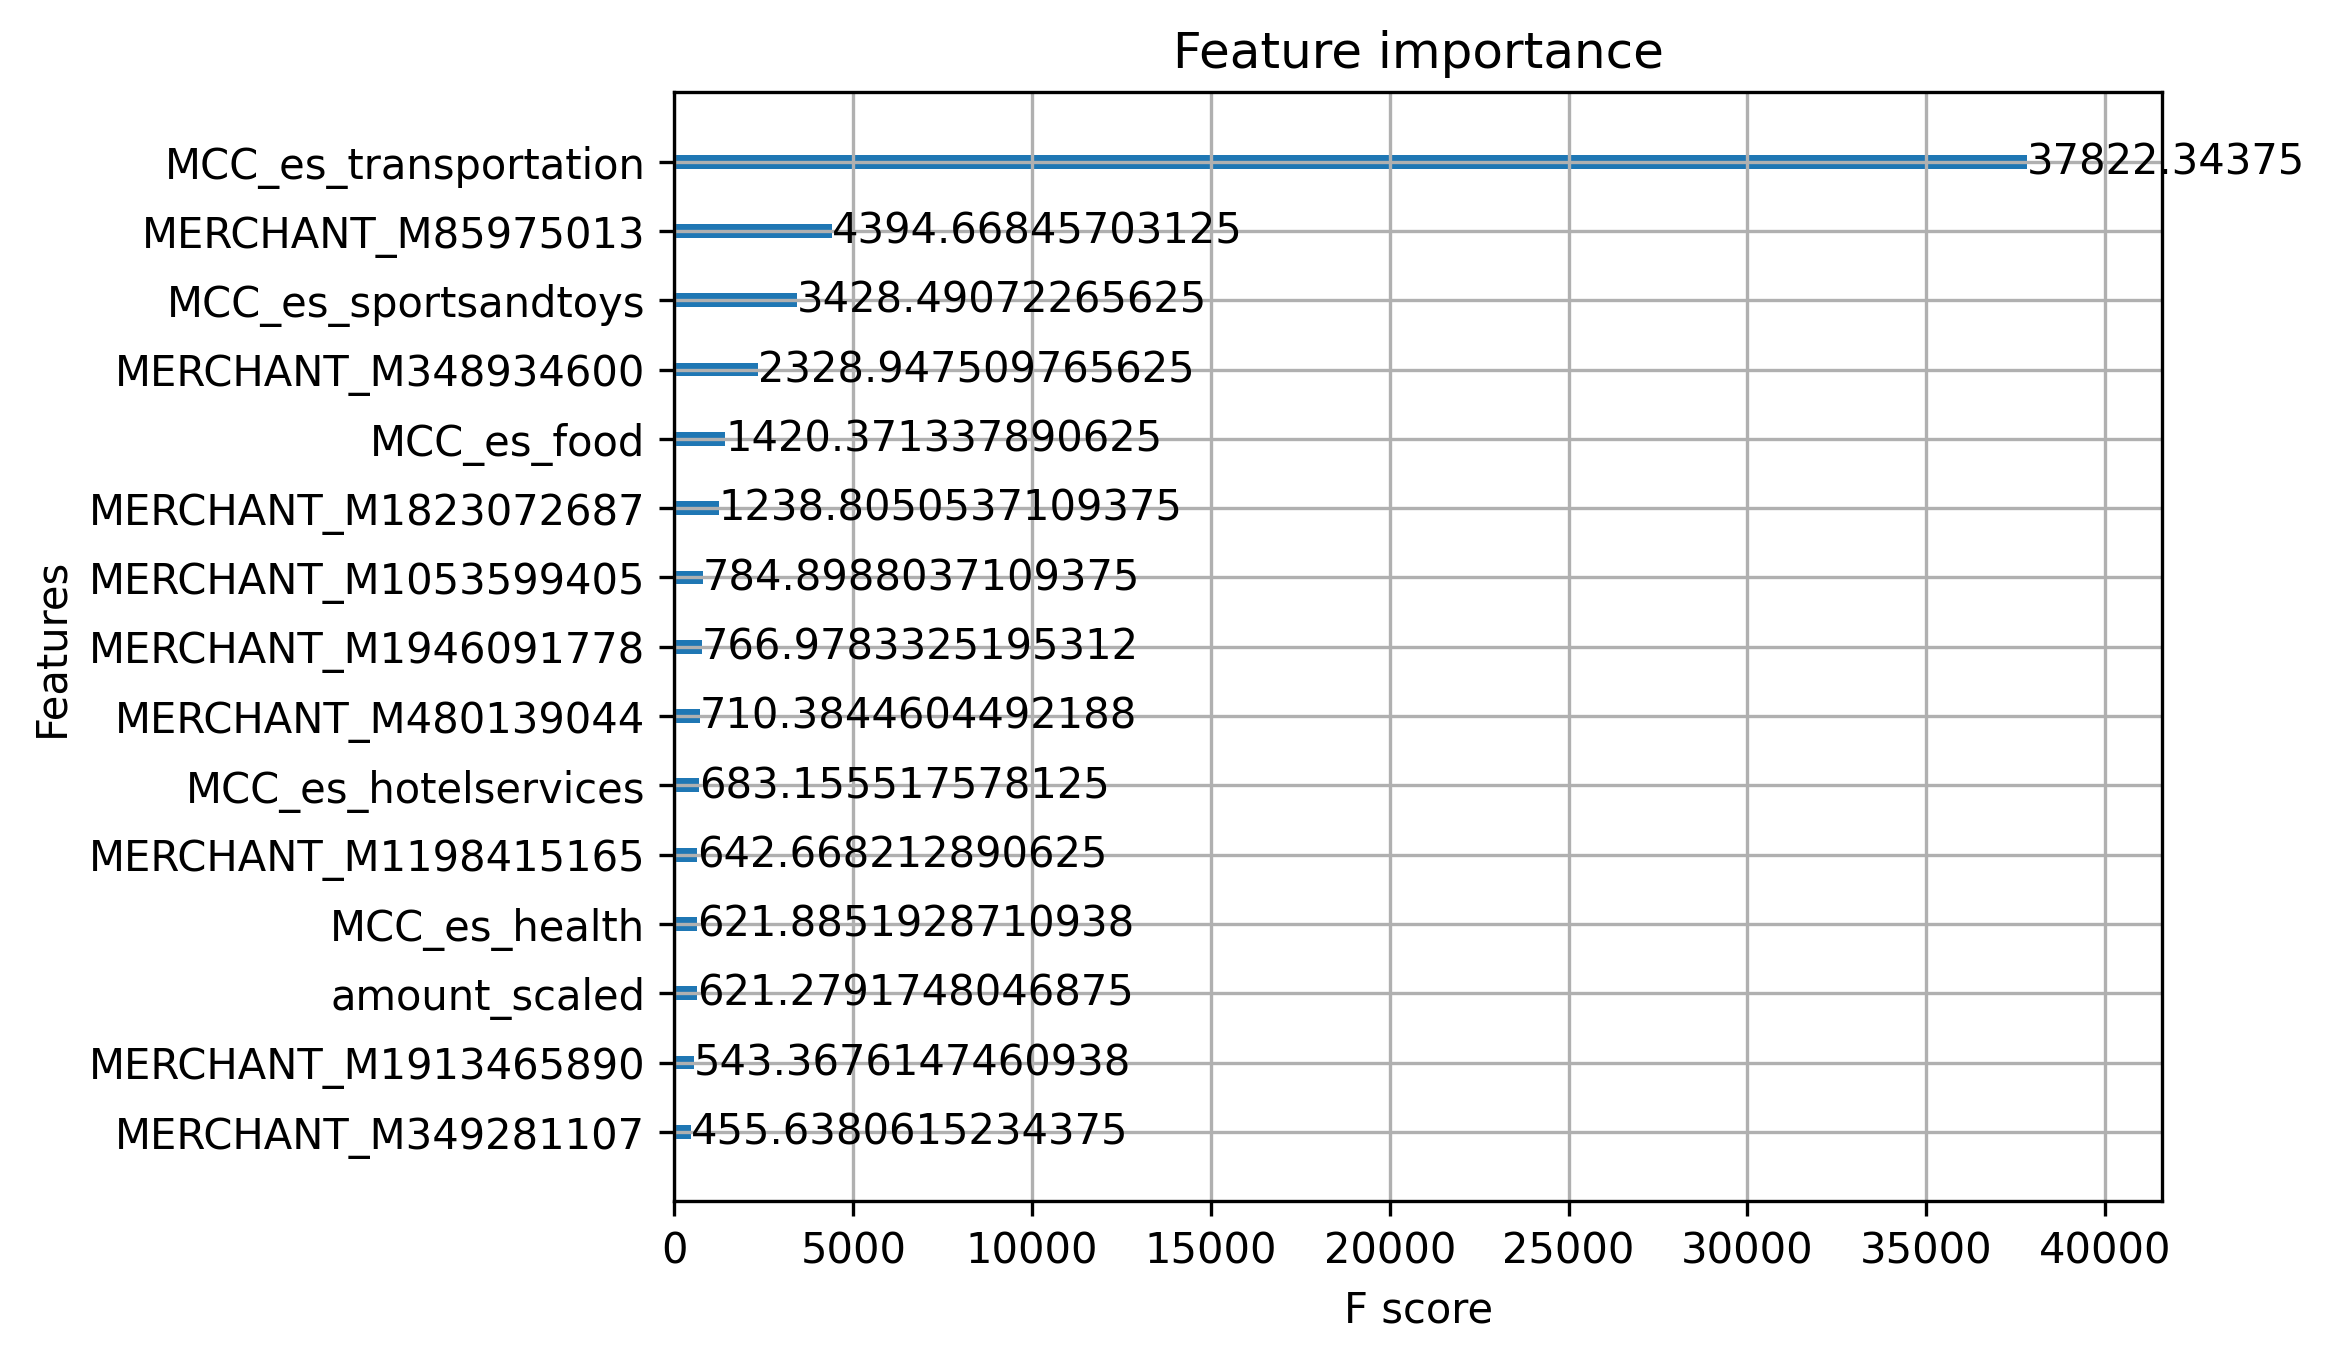 Feature importance
MCC_es_transportation 37822.34375
MERCHANT_M85975013 4394.66845703125
MCC_es_sportsandtoys 3428.49072265625
MERCHANT_M348934600 2328.947509765625
MCC_es_food 1420.371337890625
MERCHANT_M1823072687 1238.8050537109375
MERCHANT_M1053599405 784.8988037109375
MERCHANT_M1946091778 766.9783325195312
MERCHANT_M480139044 710.3844604492188
MCC_es_hotelservices 683.155517578125
MERCHANT_M1198415165 642.668212890625
MCC_es_health 621.8851928710938
amount_scaled 621.2791748046875
MERCHANT_M1913465890 543.3676147460938
MERCHANT_M349281107 455.6380615234375
Features
0 5000 10000 15000 20000 25000 30000 35000 40000
F score